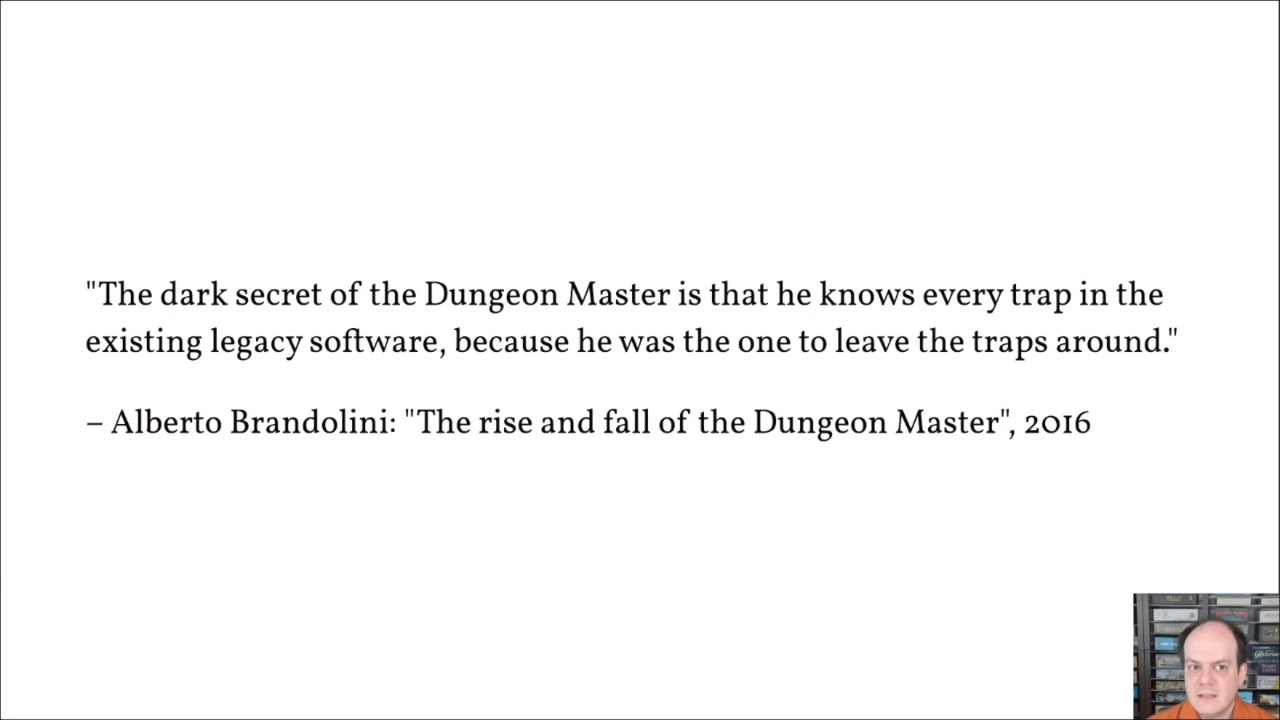 "The dark secret of the Dungeon Master is that he knows every trap in the
existing legacy software, because he was the one to leave the traps around."
– Alberto Brandolini: "The rise and fall of the Dungeon Master", 2016